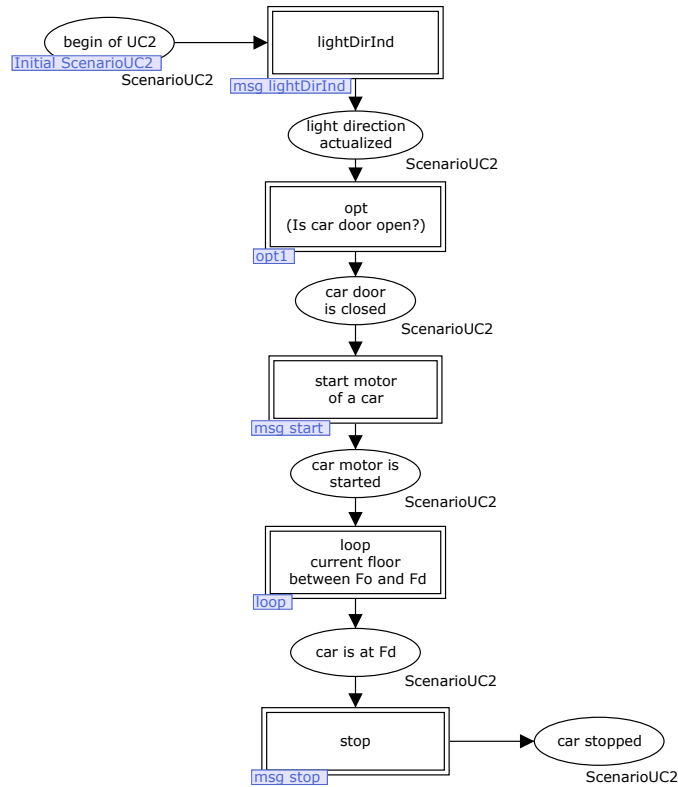 begin of UC2
Initial ScenarioUC2
ScenarioUC2
lightDirInd
msg lightDirInd
light direction
actualized
ScenarioUC2
opt
(Is car door open?)
opt1
car door
is closed
ScenarioUC2
start motor
of a car
msg start
car motor is
started
ScenarioUC2
loop
current floor
between Fo and Fd
loop
car is at Fd
ScenarioUC2
stop
msg stop
car stopped
ScenarioUC2